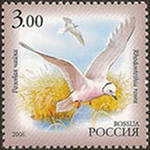 3.00
Розовая чайка
Rhodostethia rosea
2006
ROSSIJA
РОССИЯ